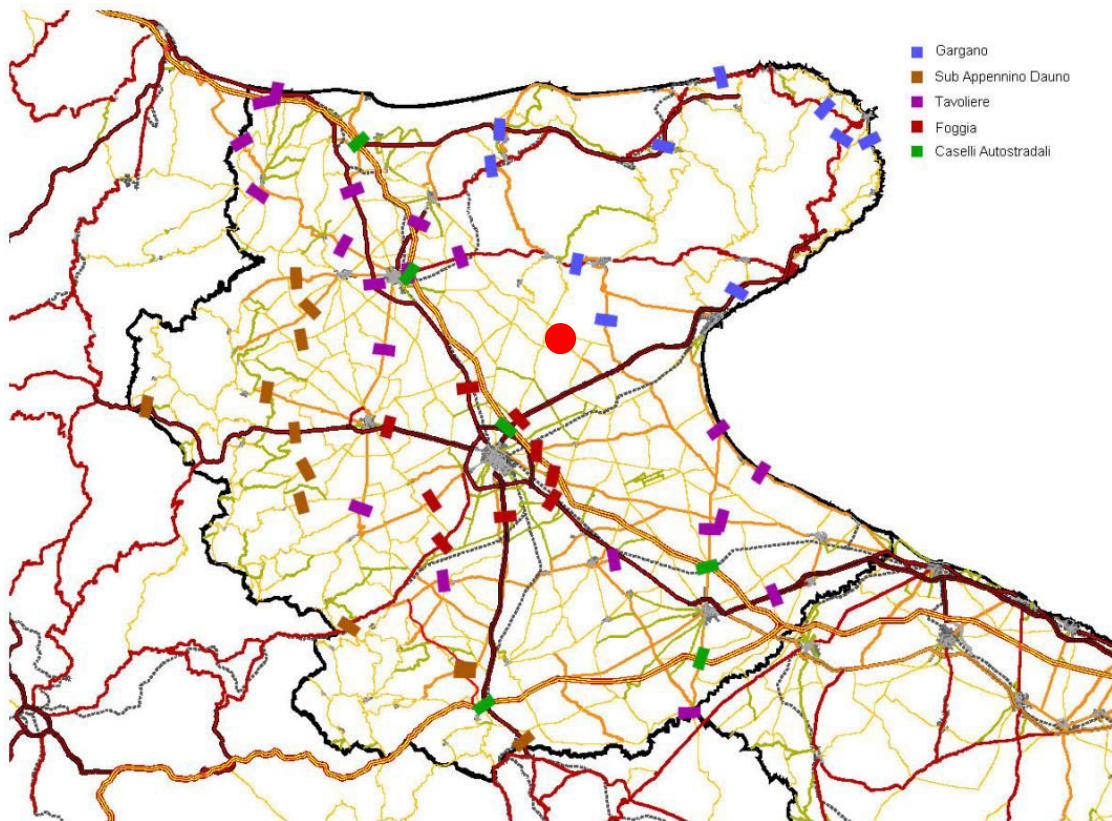 Gargano
Sub Appennino Dauno
Tavoliere
Foggia
Caselli Autostradali